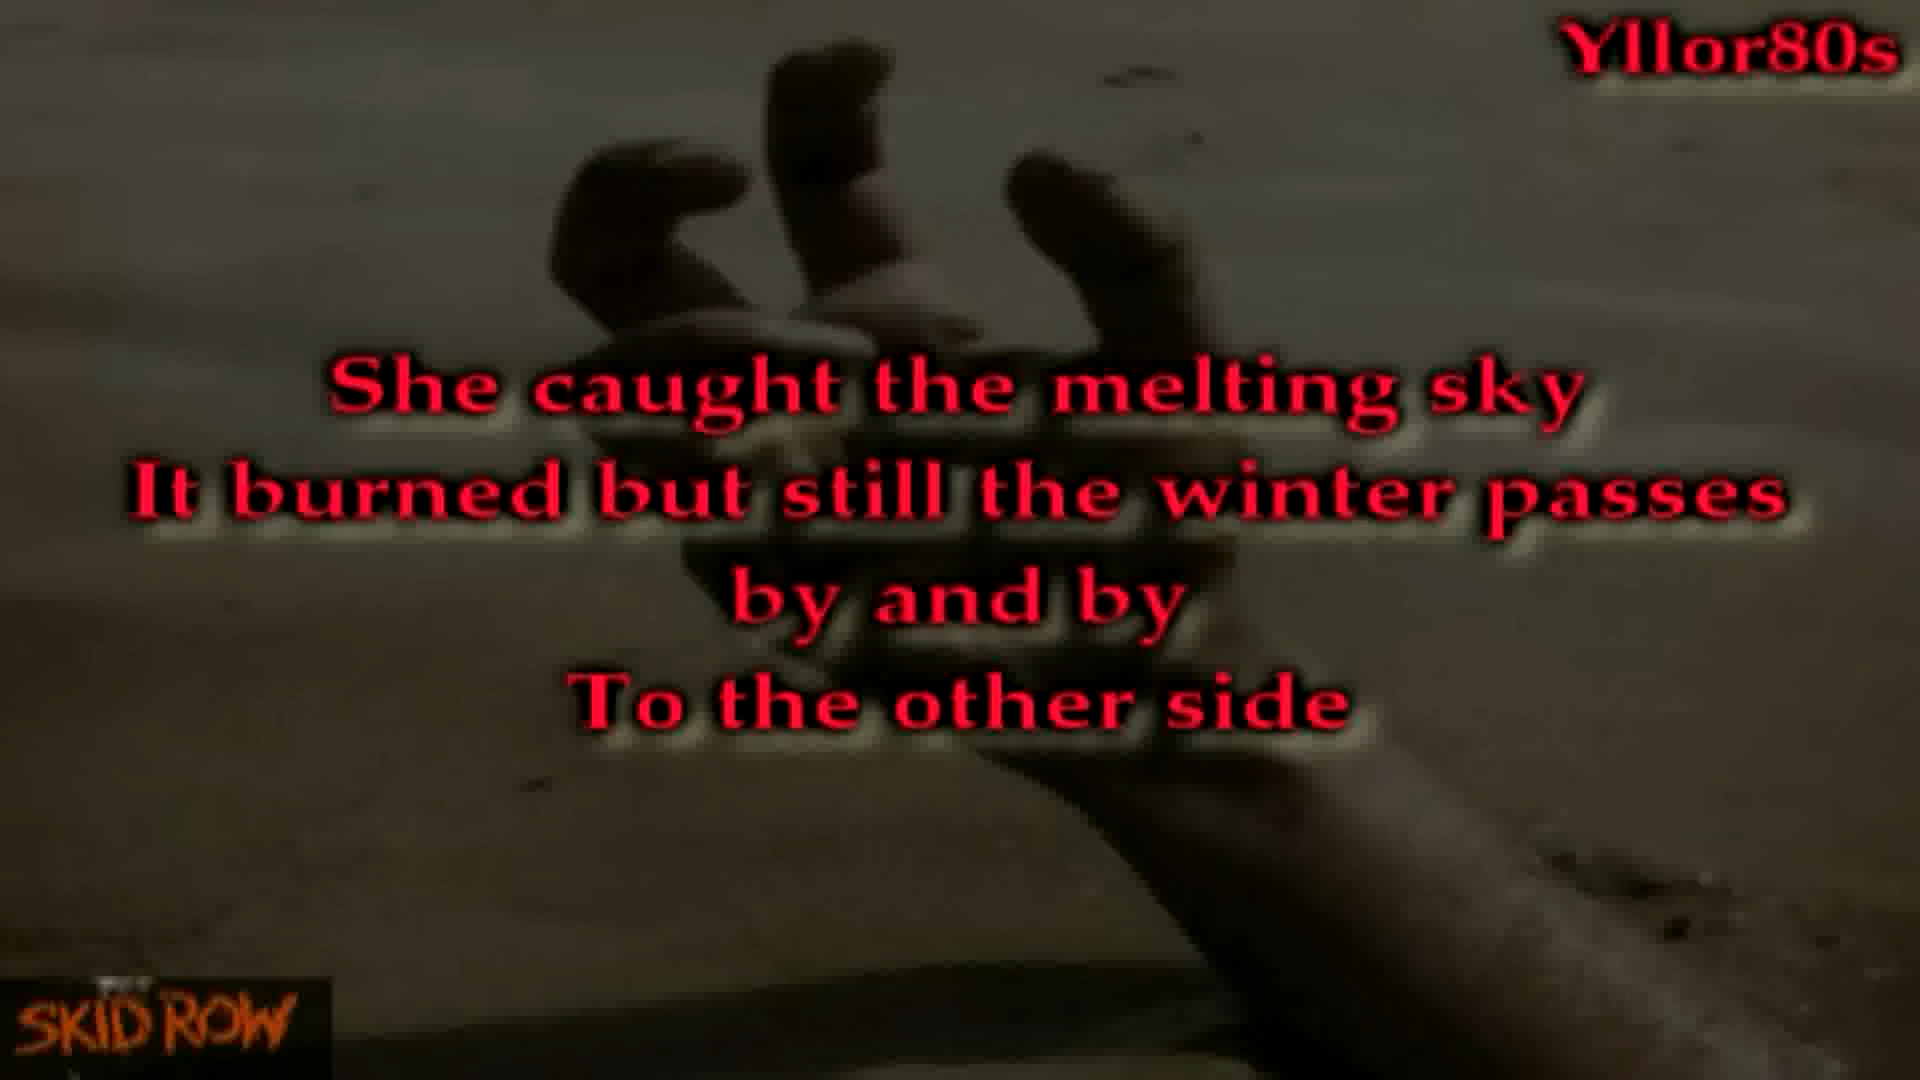 Yllor80s
She caught the melting sky
It burned but still the winter passes
by and by
To the other side
SKID ROW